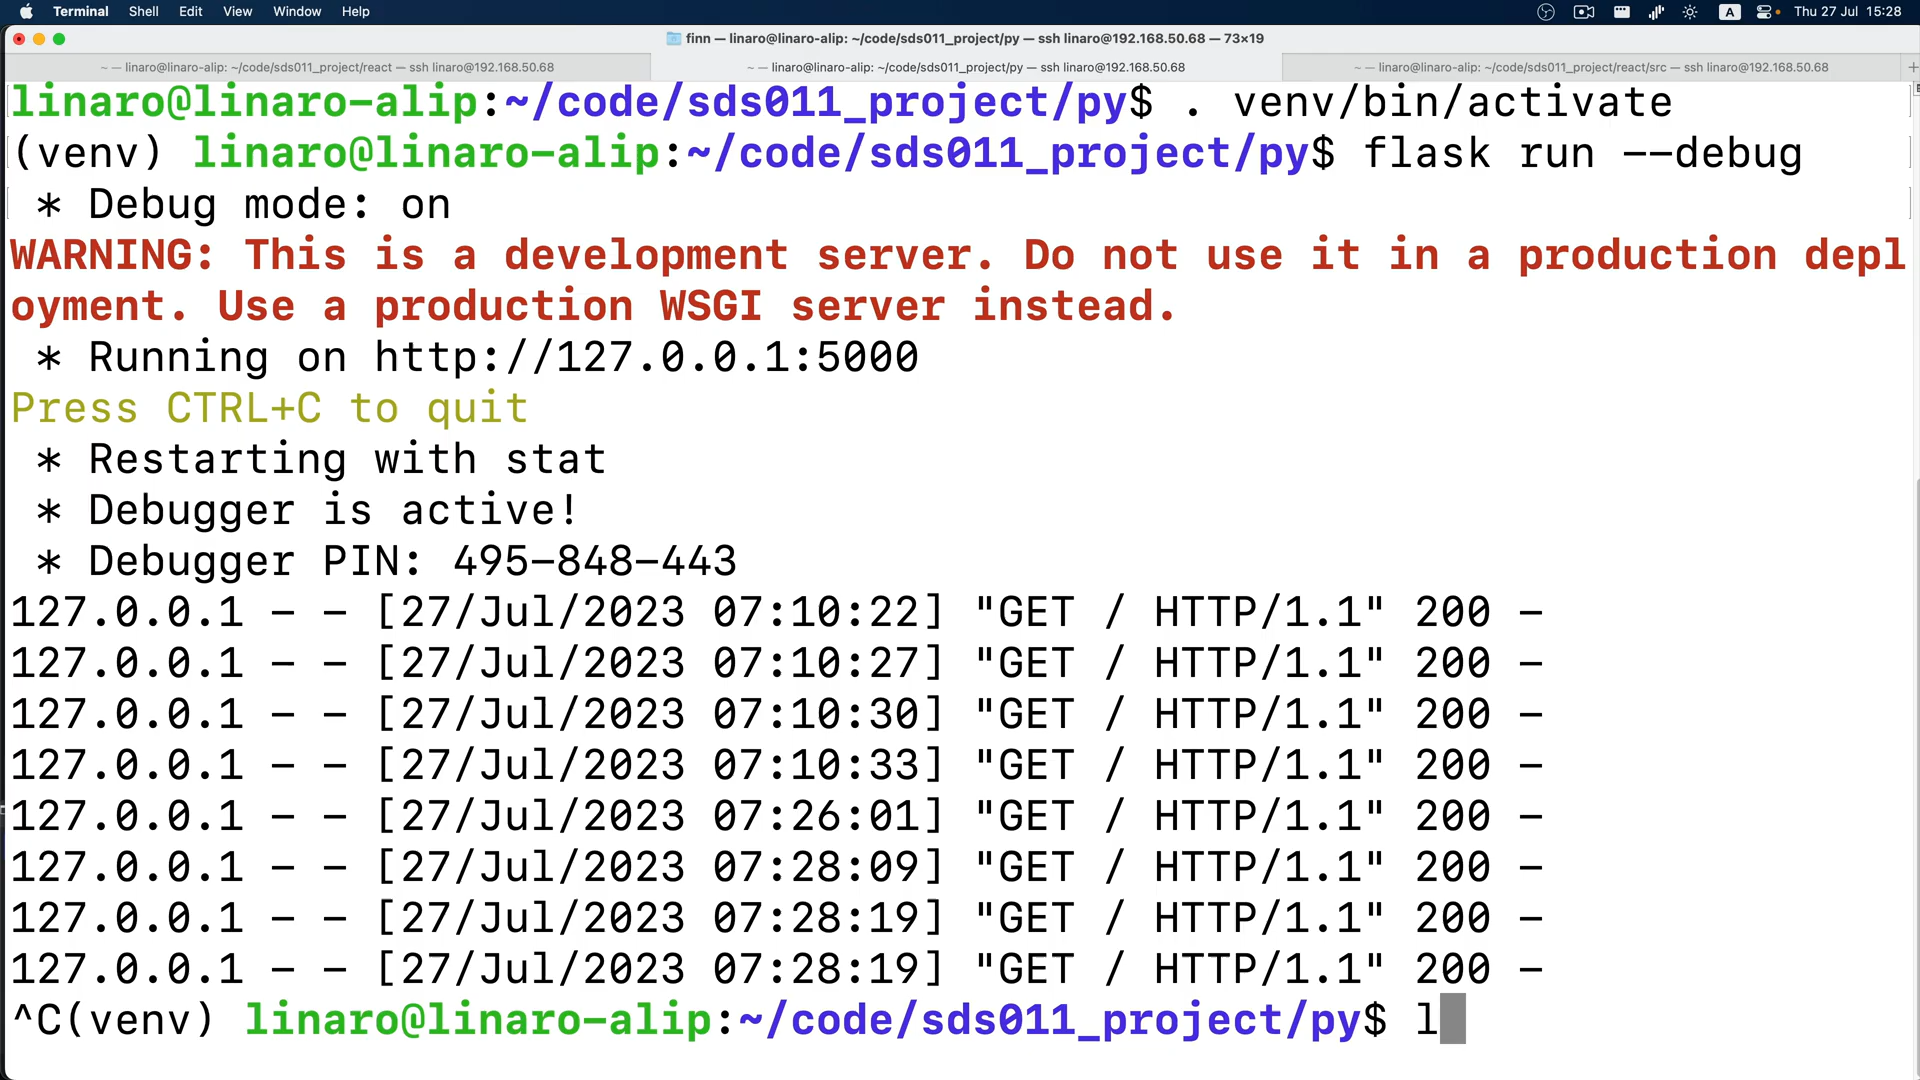 Terminal Shell Edit View Window Help A Thu 27 Jul 15:28
finn — linaro@linaro-alip: ~/code/sds011_project/py — ssh linaro@192.168.50.68 — 73×19
~ — linaro@linaro-alip: ~/code/sds011_project/react — ssh linaro@192.168.50.68 ~ — linaro@linaro-alip: ~/code/sds011_project/py — ssh linaro@192.168.50.68 ~ — linaro@linaro-alip: ~/code/sds011_project/react/src — ssh linaro@192.168.50.68 +
linaro@linaro-alip:~/code/sds011_project/py$ . venv/bin/activate
(venv) linaro@linaro-alip:~/code/sds011_project/py$ flask run --debug
 * Debug mode: on
WARNING: This is a development server. Do not use it in a production depl
oyment. Use a production WSGI server instead.
 * Running on http://127.0.0.1:5000
Press CTRL+C to quit
 * Restarting with stat
 * Debugger is active!
 * Debugger PIN: 495-848-443
127.0.0.1 - - [27/Jul/2023 07:10:22] "GET / HTTP/1.1" 200 -
127.0.0.1 - - [27/Jul/2023 07:10:27] "GET / HTTP/1.1" 200 -
127.0.0.1 - - [27/Jul/2023 07:10:30] "GET / HTTP/1.1" 200 -
127.0.0.1 - - [27/Jul/2023 07:10:33] "GET / HTTP/1.1" 200 -
127.0.0.1 - - [27/Jul/2023 07:26:01] "GET / HTTP/1.1" 200 -
127.0.0.1 - - [27/Jul/2023 07:28:09] "GET / HTTP/1.1" 200 -
127.0.0.1 - - [27/Jul/2023 07:28:19] "GET / HTTP/1.1" 200 -
127.0.0.1 - - [27/Jul/2023 07:28:19] "GET / HTTP/1.1" 200 -
^C(venv) linaro@linaro-alip:~/code/sds011_project/py$ l